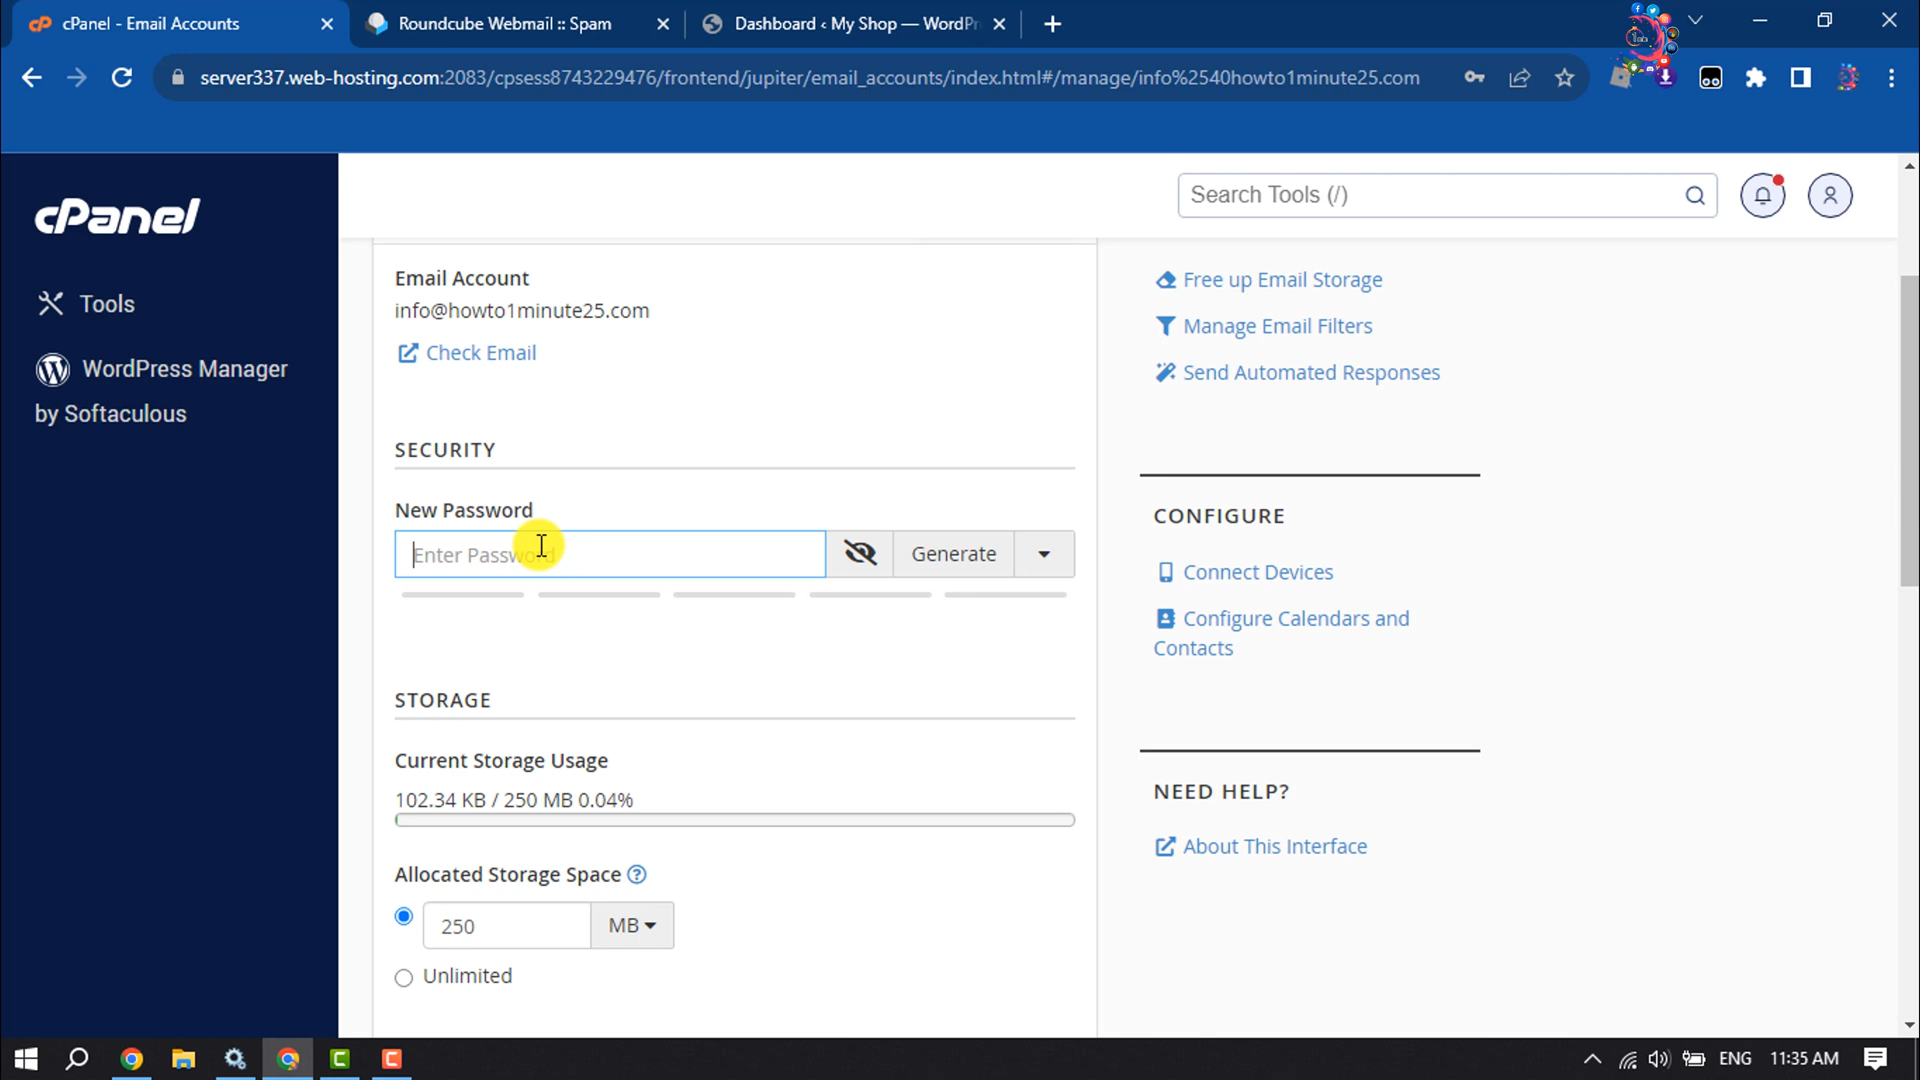 cPanel - Email Accounts
Roundcube Webmail :: Spam
Dashboard ‹ My Shop — WordPr
server337.web-hosting.com:2083/cpsess8743229476/frontend/jupiter/email_accounts/index.html#/manage/info%2540howto1minute25.com
cPanel
Search Tools (/)
Tools
WordPress Manager
by Softaculous
Email Account
info@howto1minute25.com
Check Email
SECURITY
New Password
Enter Password
Generate
STORAGE
Current Storage Usage
102.34 KB / 250 MB 0.04%
Allocated Storage Space
250
MB
Unlimited
Free up Email Storage
Manage Email Filters
Send Automated Responses
CONFIGURE
Connect Devices
Configure Calendars and
Contacts
NEED HELP?
About This Interface
ENG
11:35 AM